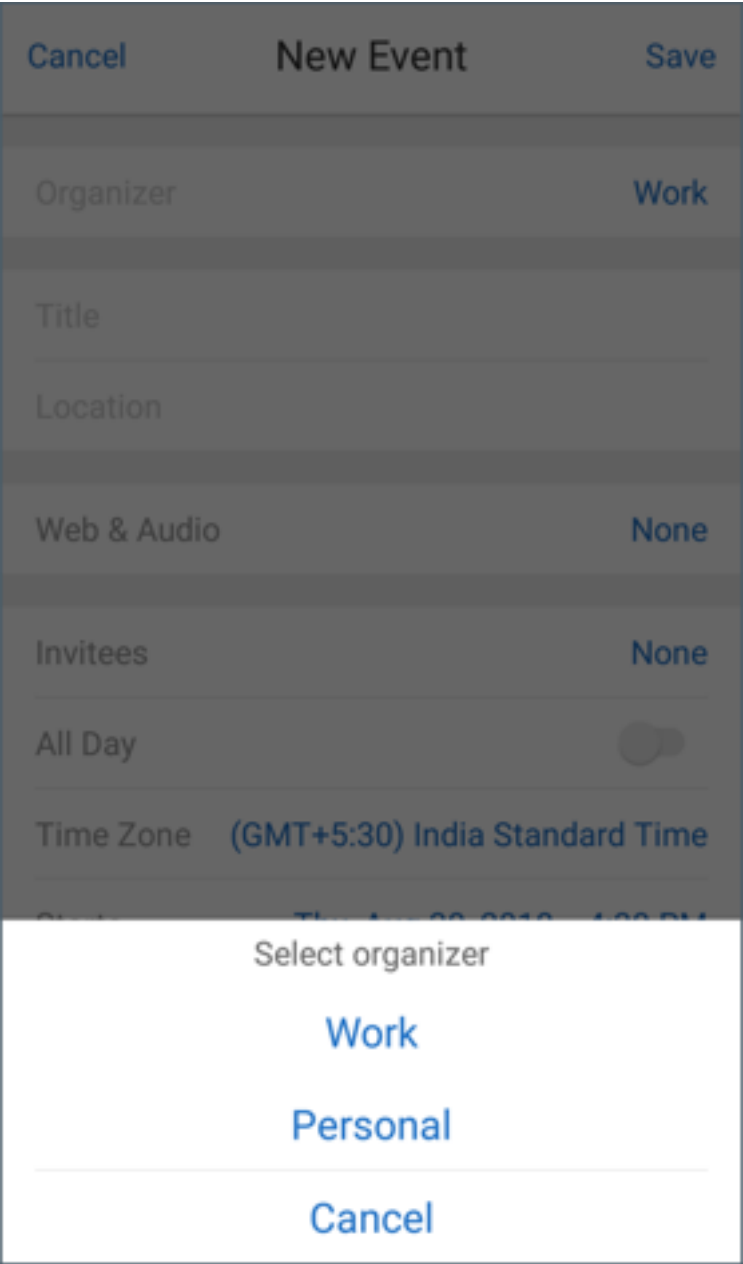 Cancel New Event Save
Organizer Work
Title
Location
Web & Audio None
Invitees None
All Day
Time Zone (GMT+5:30) India Standard Time
Select organizer
Work
Personal
Cancel